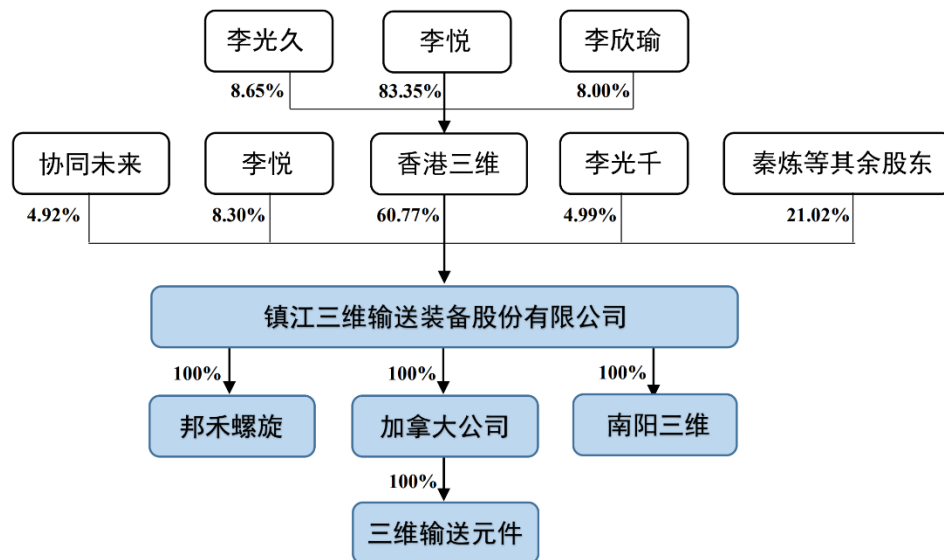 李光久 李悦 李欣瑜
8.65% 83.35% 8.00%
协同未来 李悦 香港三维 李光千 秦炼等其余股东
4.92% 8.30% 60.77% 4.99% 21.02%
镇江三维输送装备股份有限公司
100% 100% 100%
邦禾螺旋 加拿大公司 南阳三维
100%
三维输送元件